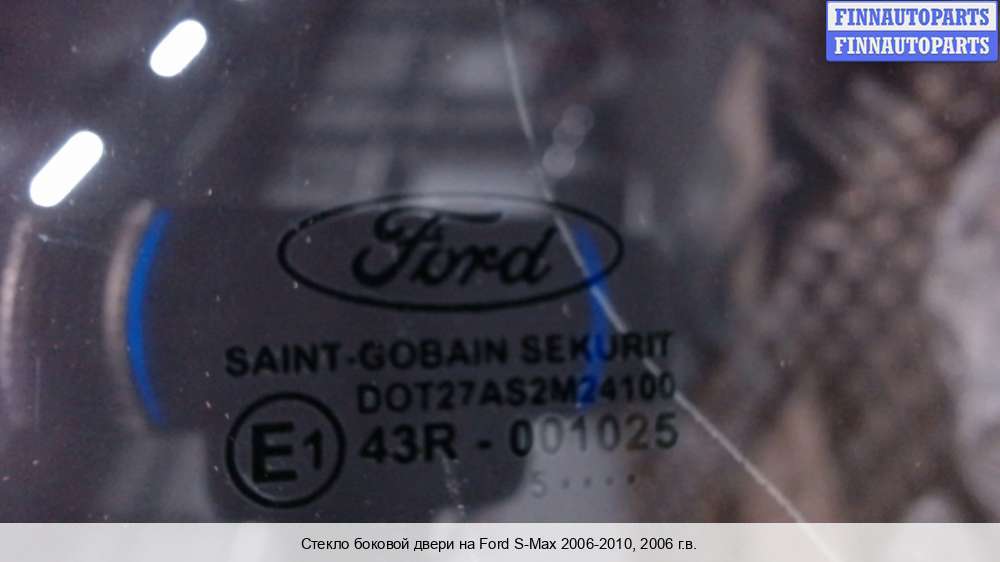 FINNAUTOPARTS
FINNAUTOPARTS
Ford
SAINT-GOBAIN SEKURIT
DOT27AS2M24100
E1 43R - 001025
5 ····
Стекло боковой двери на Ford S-Max 2006-2010, 2006 г.в.